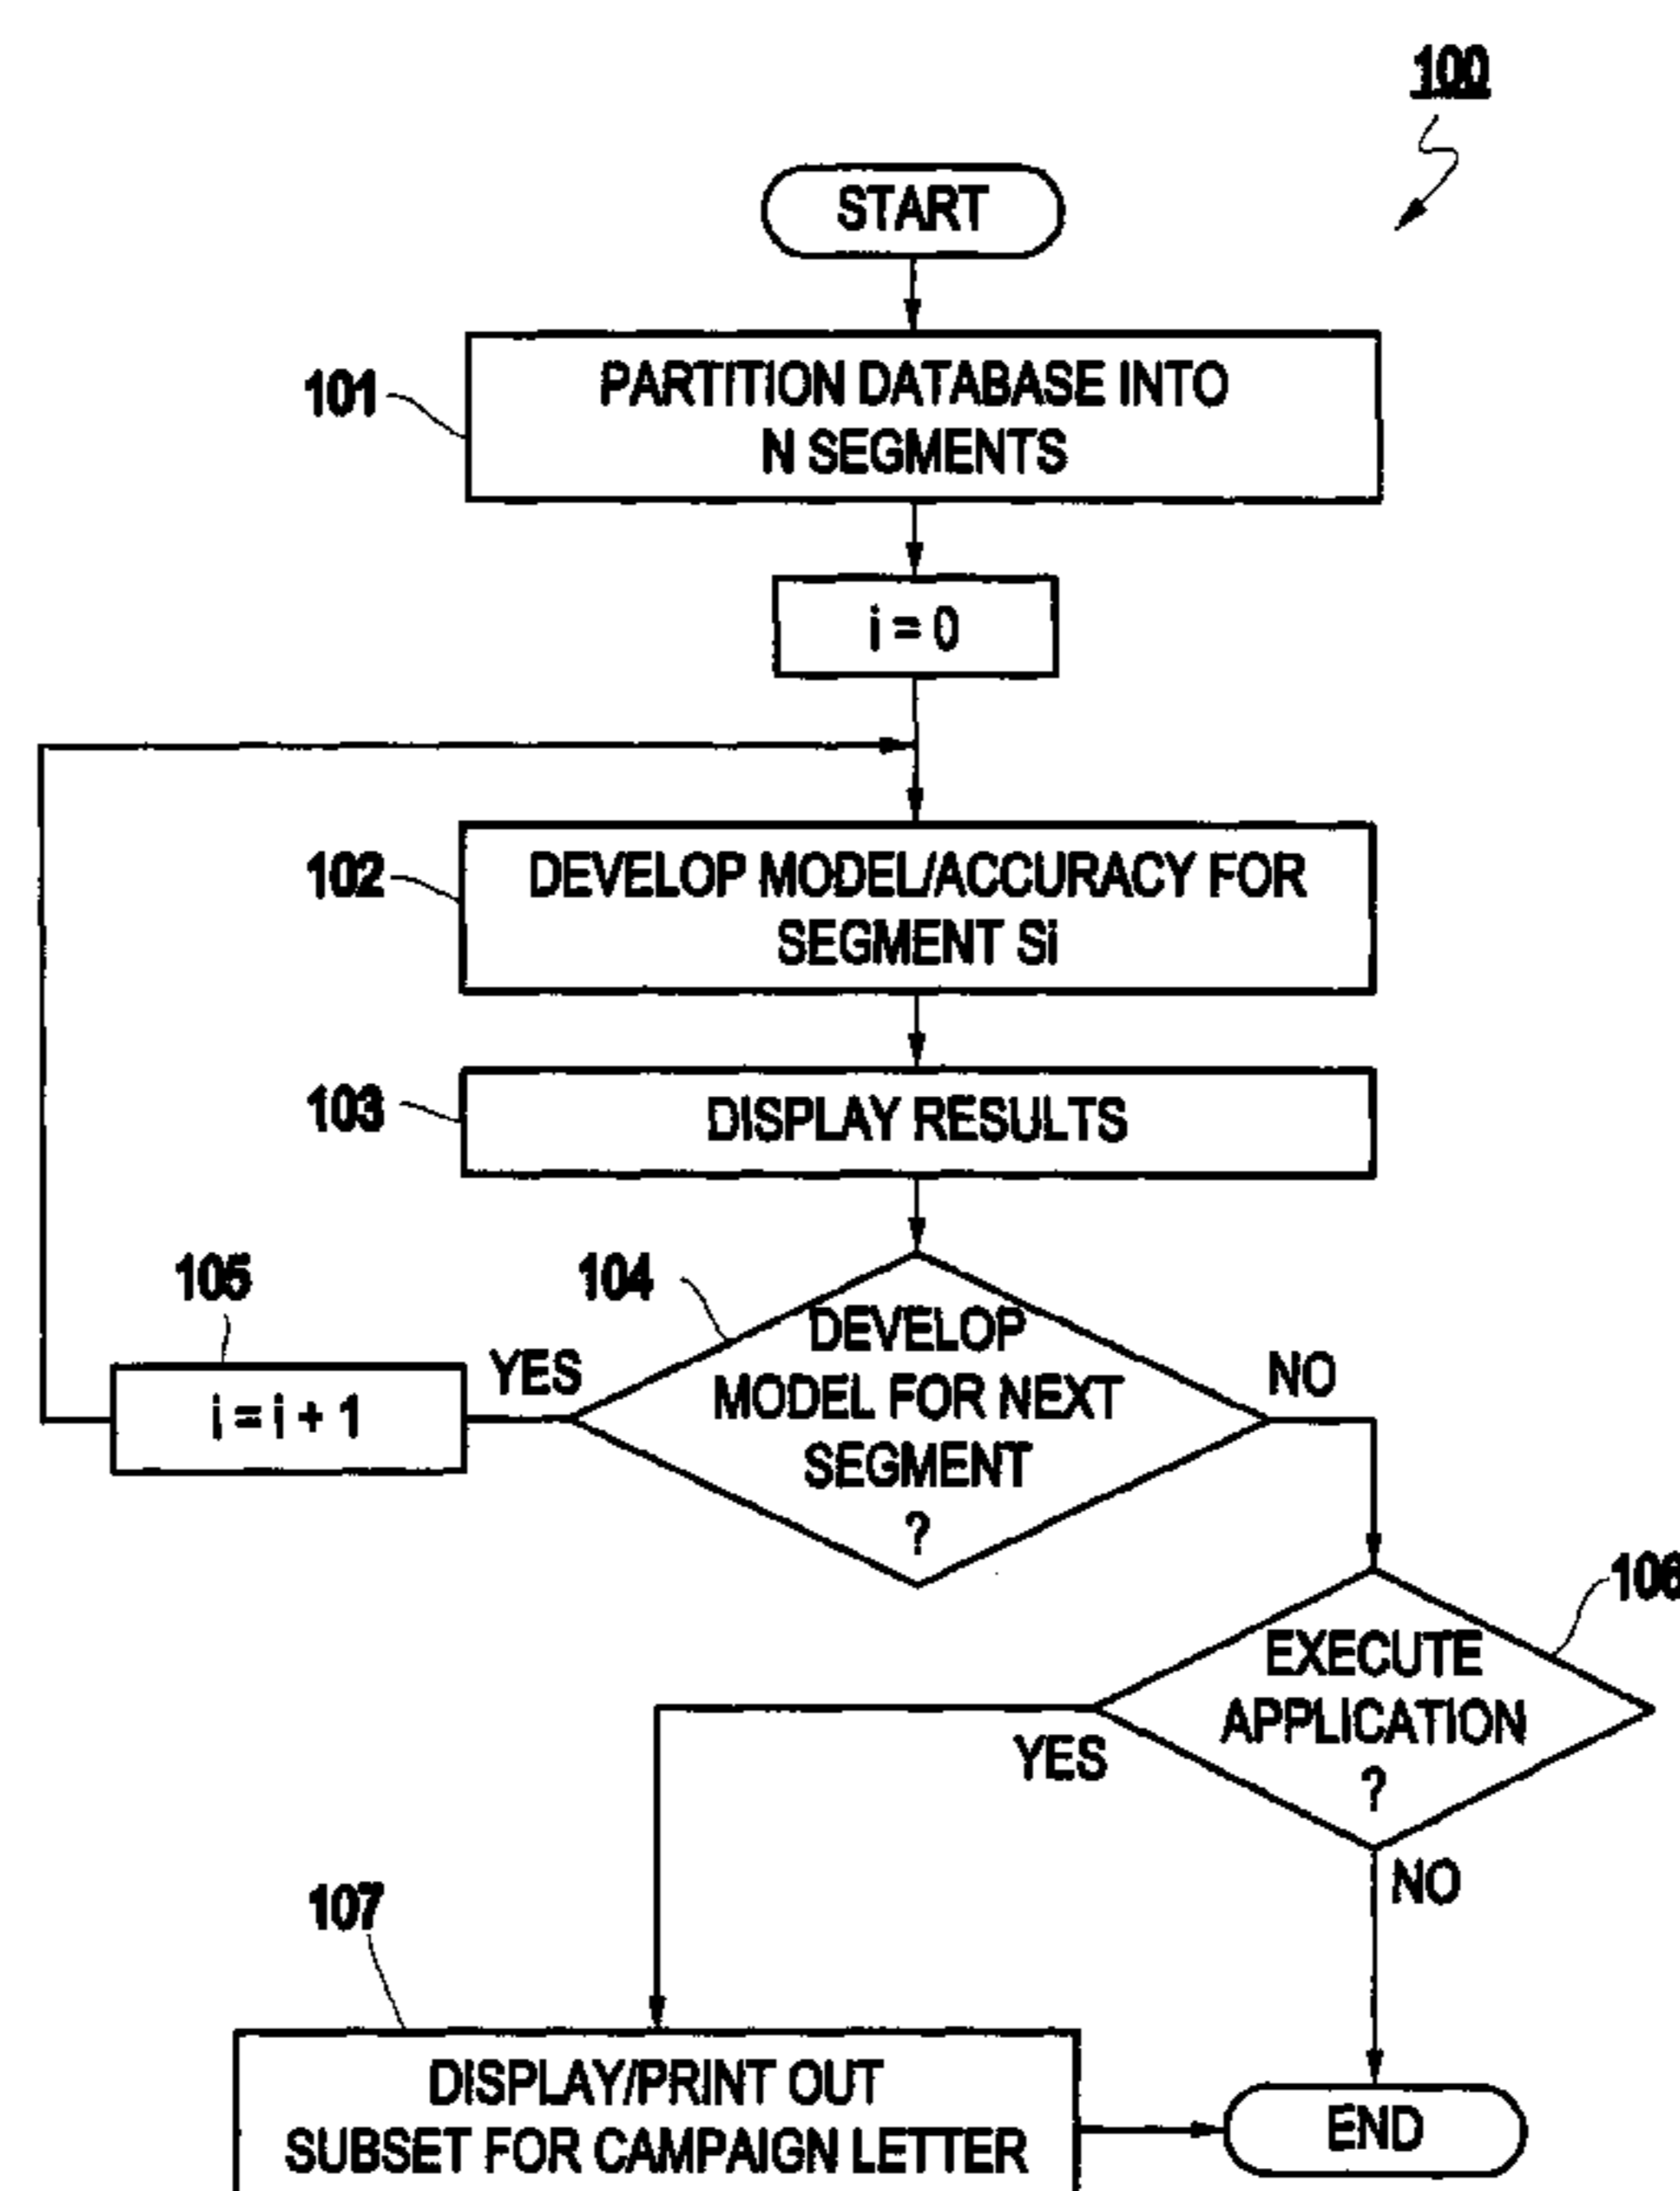 100
START
101
PARTITION DATABASE INTO
N SEGMENTS
i = 0
102
DEVELOP MODEL/ACCURACY FOR
SEGMENT Si
103
DISPLAY RESULTS
105
104
DEVELOP
MODEL FOR NEXT
SEGMENT
?
YES
NO
i = i + 1
106
EXECUTE
APPLICATION
?
YES
NO
107
DISPLAY/PRINT OUT
SUBSET FOR CAMPAIGN LETTER
END